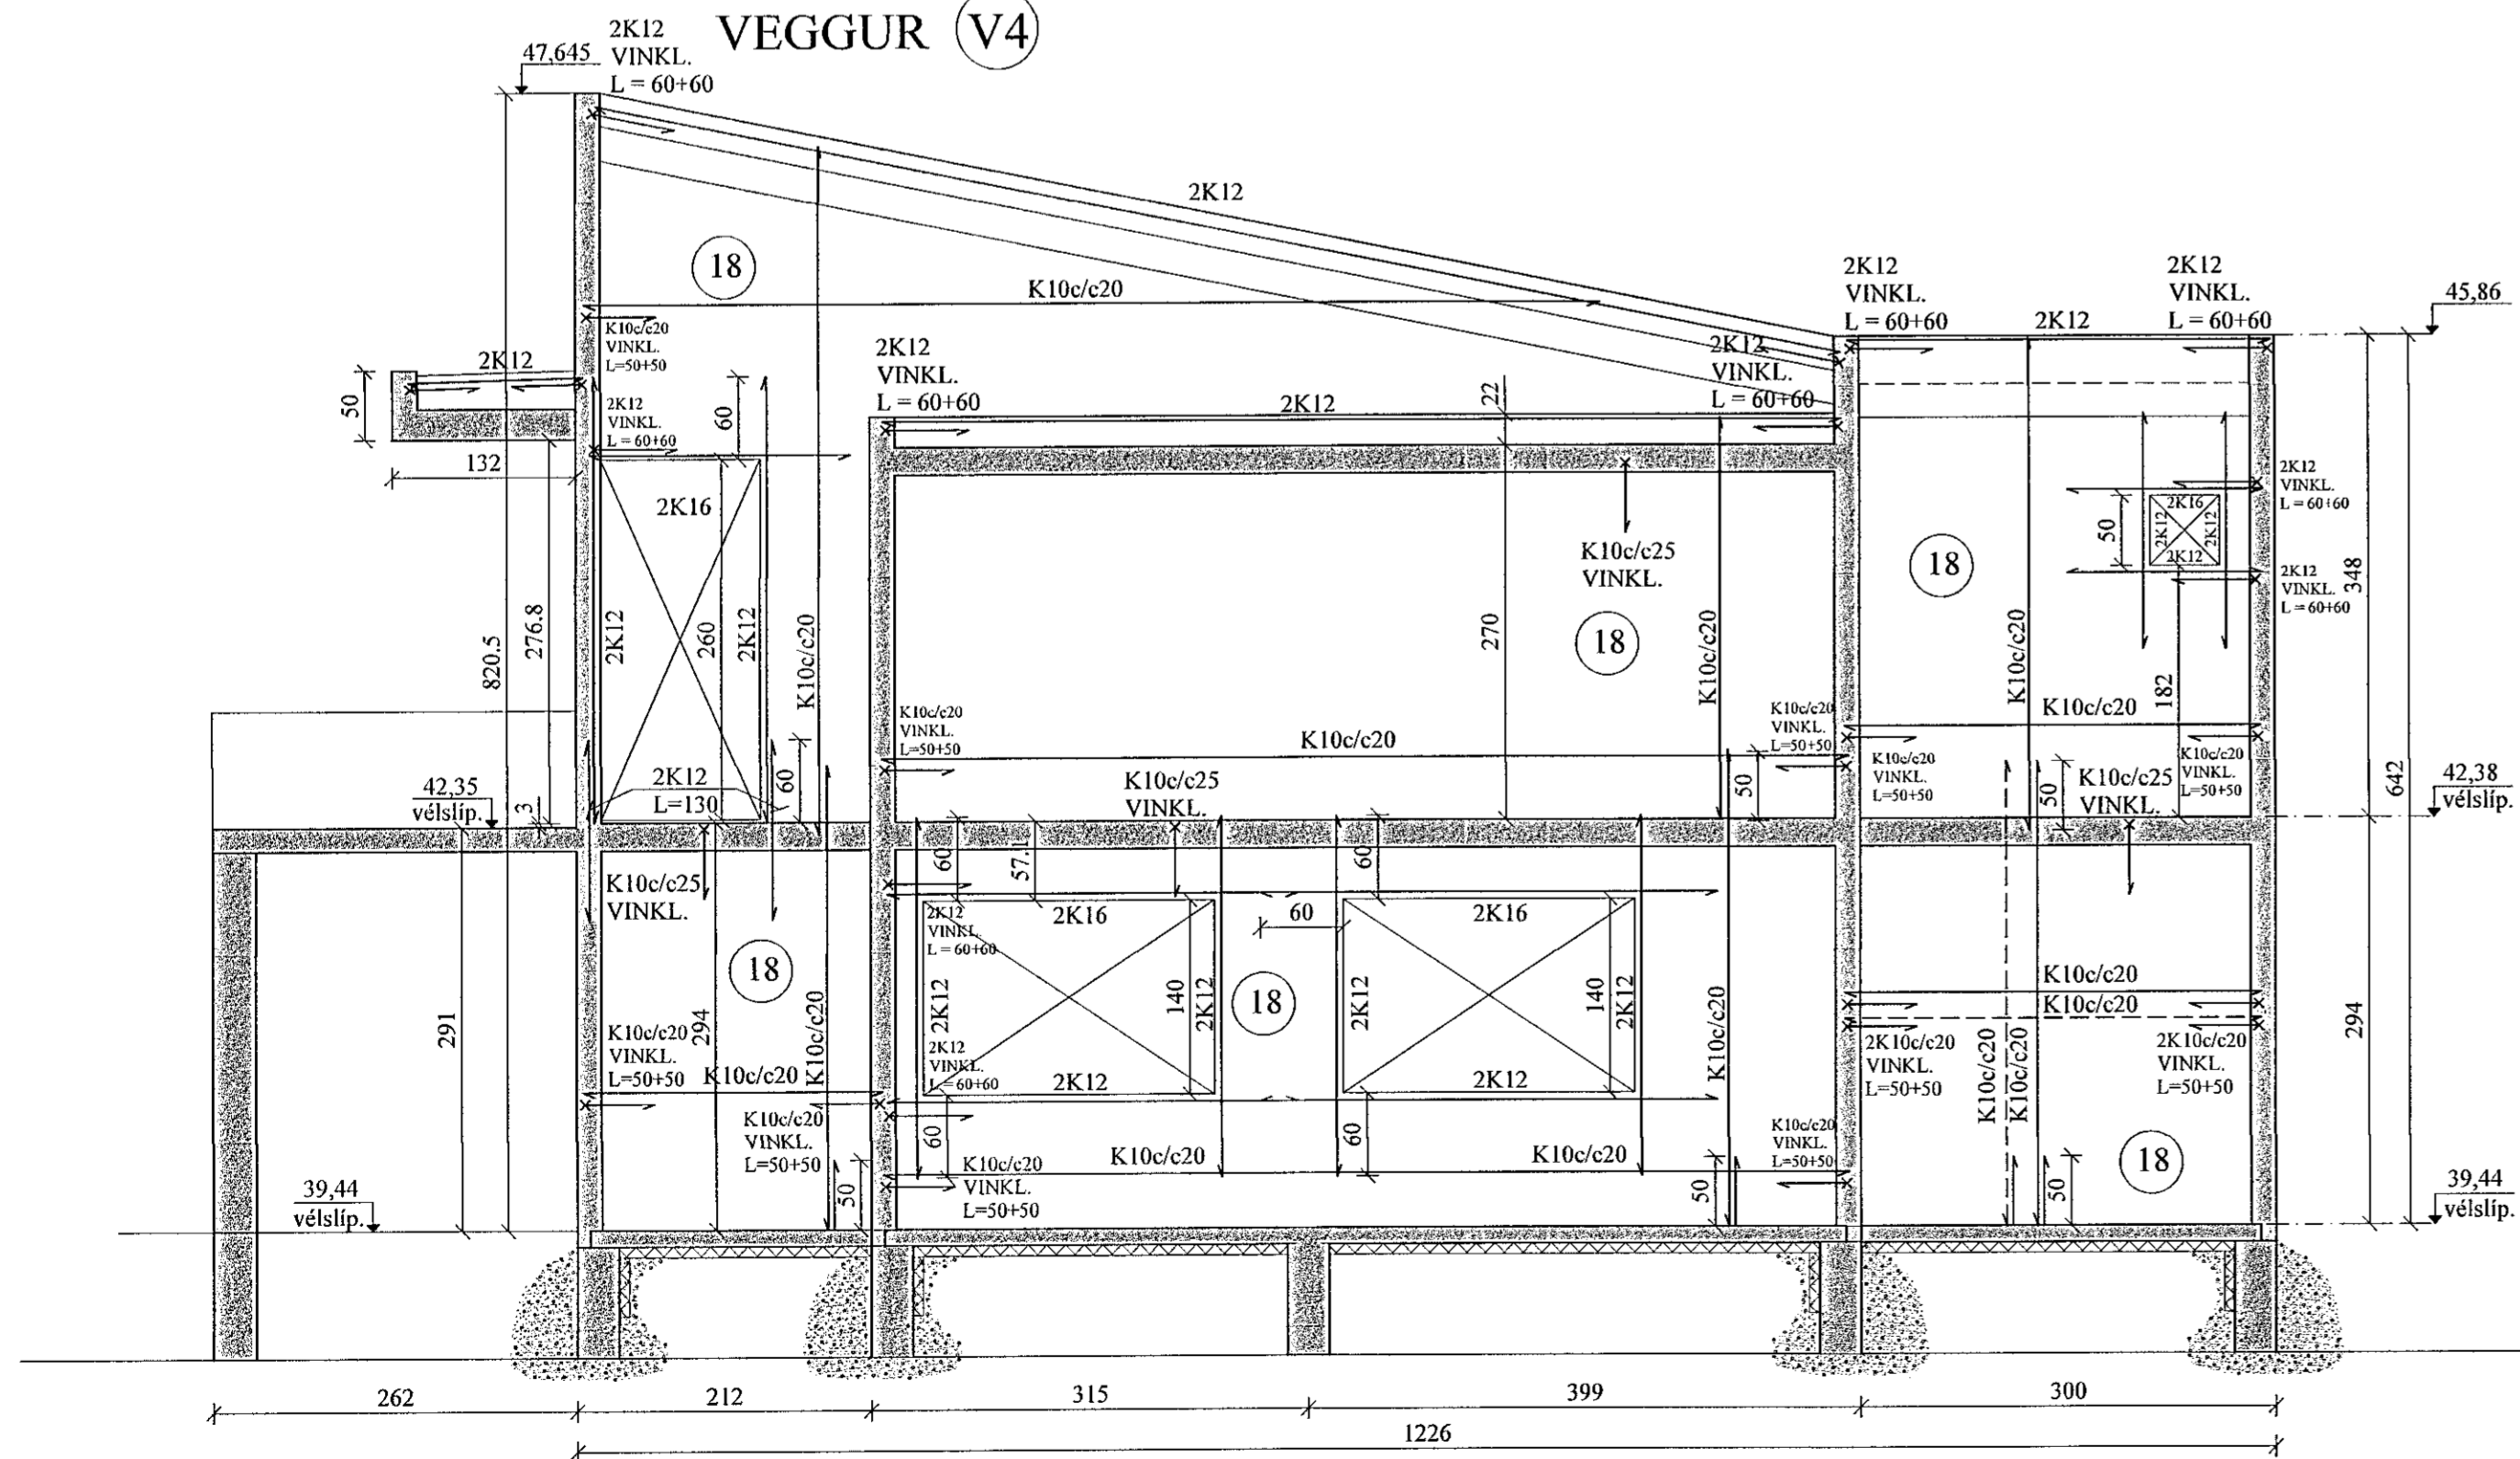 VEGGUR V4
2K12
VINKL.
L = 60+60
47,645
2K12
18
K10c/c20
2K12
VINKL.
L = 60+60
2K12
2K12
VINKL.
L = 60+60
45,86
K10c/c20
VINKL.
L=50+50
2K12
50
132
2K12
VINKL.
L = 60+60
60
2K12
VINKL.
L = 60+60
2K12
22
2K12
VINKL.
L = 60+60
2K16
2K12
260
2K12
K10c/c20
820.5
276.8
K10c/c25
VINKL.
18
270
K10c/c20
18
K10c/c20
50
2K16
2K12
2K12
2K12
2K12
VINKL.
L = 60+60
2K12
VINKL.
L = 60+60
182
348
642
K10c/c20
VINKL.
L=50+50
K10c/c20
K10c/c20
VINKL.
L=50+50
K10c/c20
42,35
vélslíp.
3
2K12
L=130
60
K10c/c25
VINKL.
50
K10c/c20
VINKL.
L=50+50
50
K10c/c25
VINKL.
K10c/c20
VINKL.
L=50+50
42,38
vélslíp.
K10c/c25
VINKL.
60
57.1
60
18
2K12
VINKL.
L = 60+60
2K16
60
2K16
291
294
K10c/c20
2K12
140
2K12
18
2K12
140
2K12
K10c/c20
K10c/c20
K10c/c20
294
K10c/c20
VINKL.
L=50+50
K10c/c20
2K12
VINKL.
L = 60+60
2K12
2K12
2K10c/c20
VINKL.
L=50+50
K10c/c20
K10c/c20
2K10c/c20
VINKL.
L=50+50
K10c/c20
VINKL.
L=50+50
50
60
K10c/c20
VINKL.
L=50+50
K10c/c20
60
K10c/c20
K10c/c20
VINKL.
L=50+50
50
50
18
39,44
vélslíp.
39,44
vélslíp.
262
212
315
399
300
1226